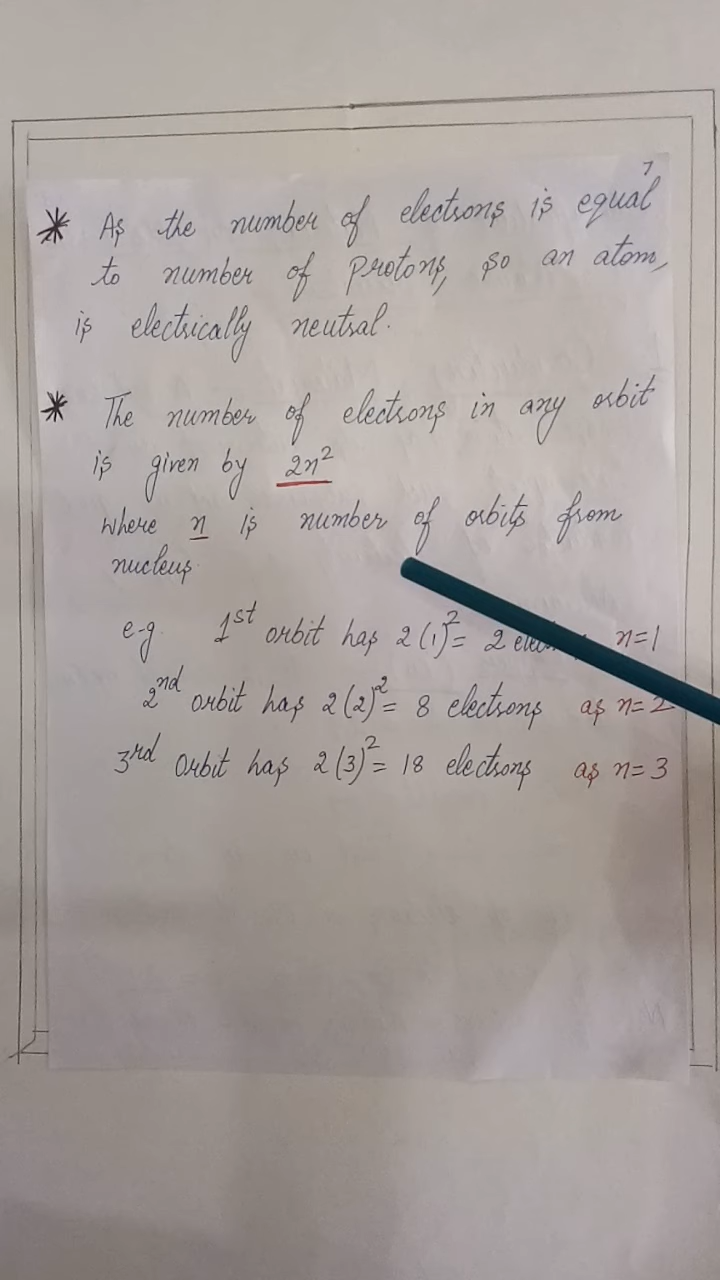 7
* As the number of electrons is equal
to number of Protons, so an atom,
is electrically neutral.
* The number of electrons in any orbit
is given by 2n²
where n is number of orbits from
nucleus.
e-g. 1st orbit has 2(1)²= 2 n=1
2nd orbit has 2(2)²= 8 electrons as n=2
3rd Orbit has 2(3)²= 18 electrons as n=3